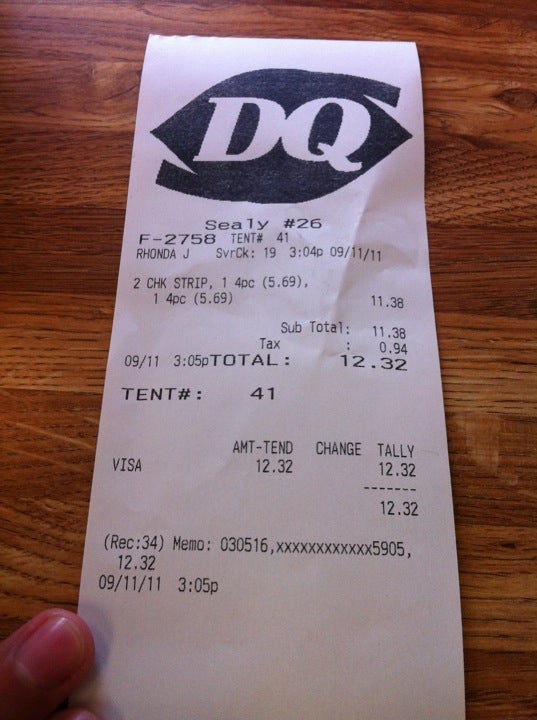 DQ
Sealy #26
F-2758 TENT# 41
RHONDA J SvrCk: 19 3:04p 09/11/11
2 CHK STRIP, 1 4pc (5.69),
1 4pc (5.69) 11.38
Sub Total: 11.38
Tax : 0.94
09/11 3:05pTOTAL: 12.32
TENT#: 41
AMT-TEND CHANGE TALLY
VISA 12.32 12.32
-------
12.32
(Rec:34) Memo: 030516,xxxxxxxxxxxx5905,
12.32
09/11/11 3:05p